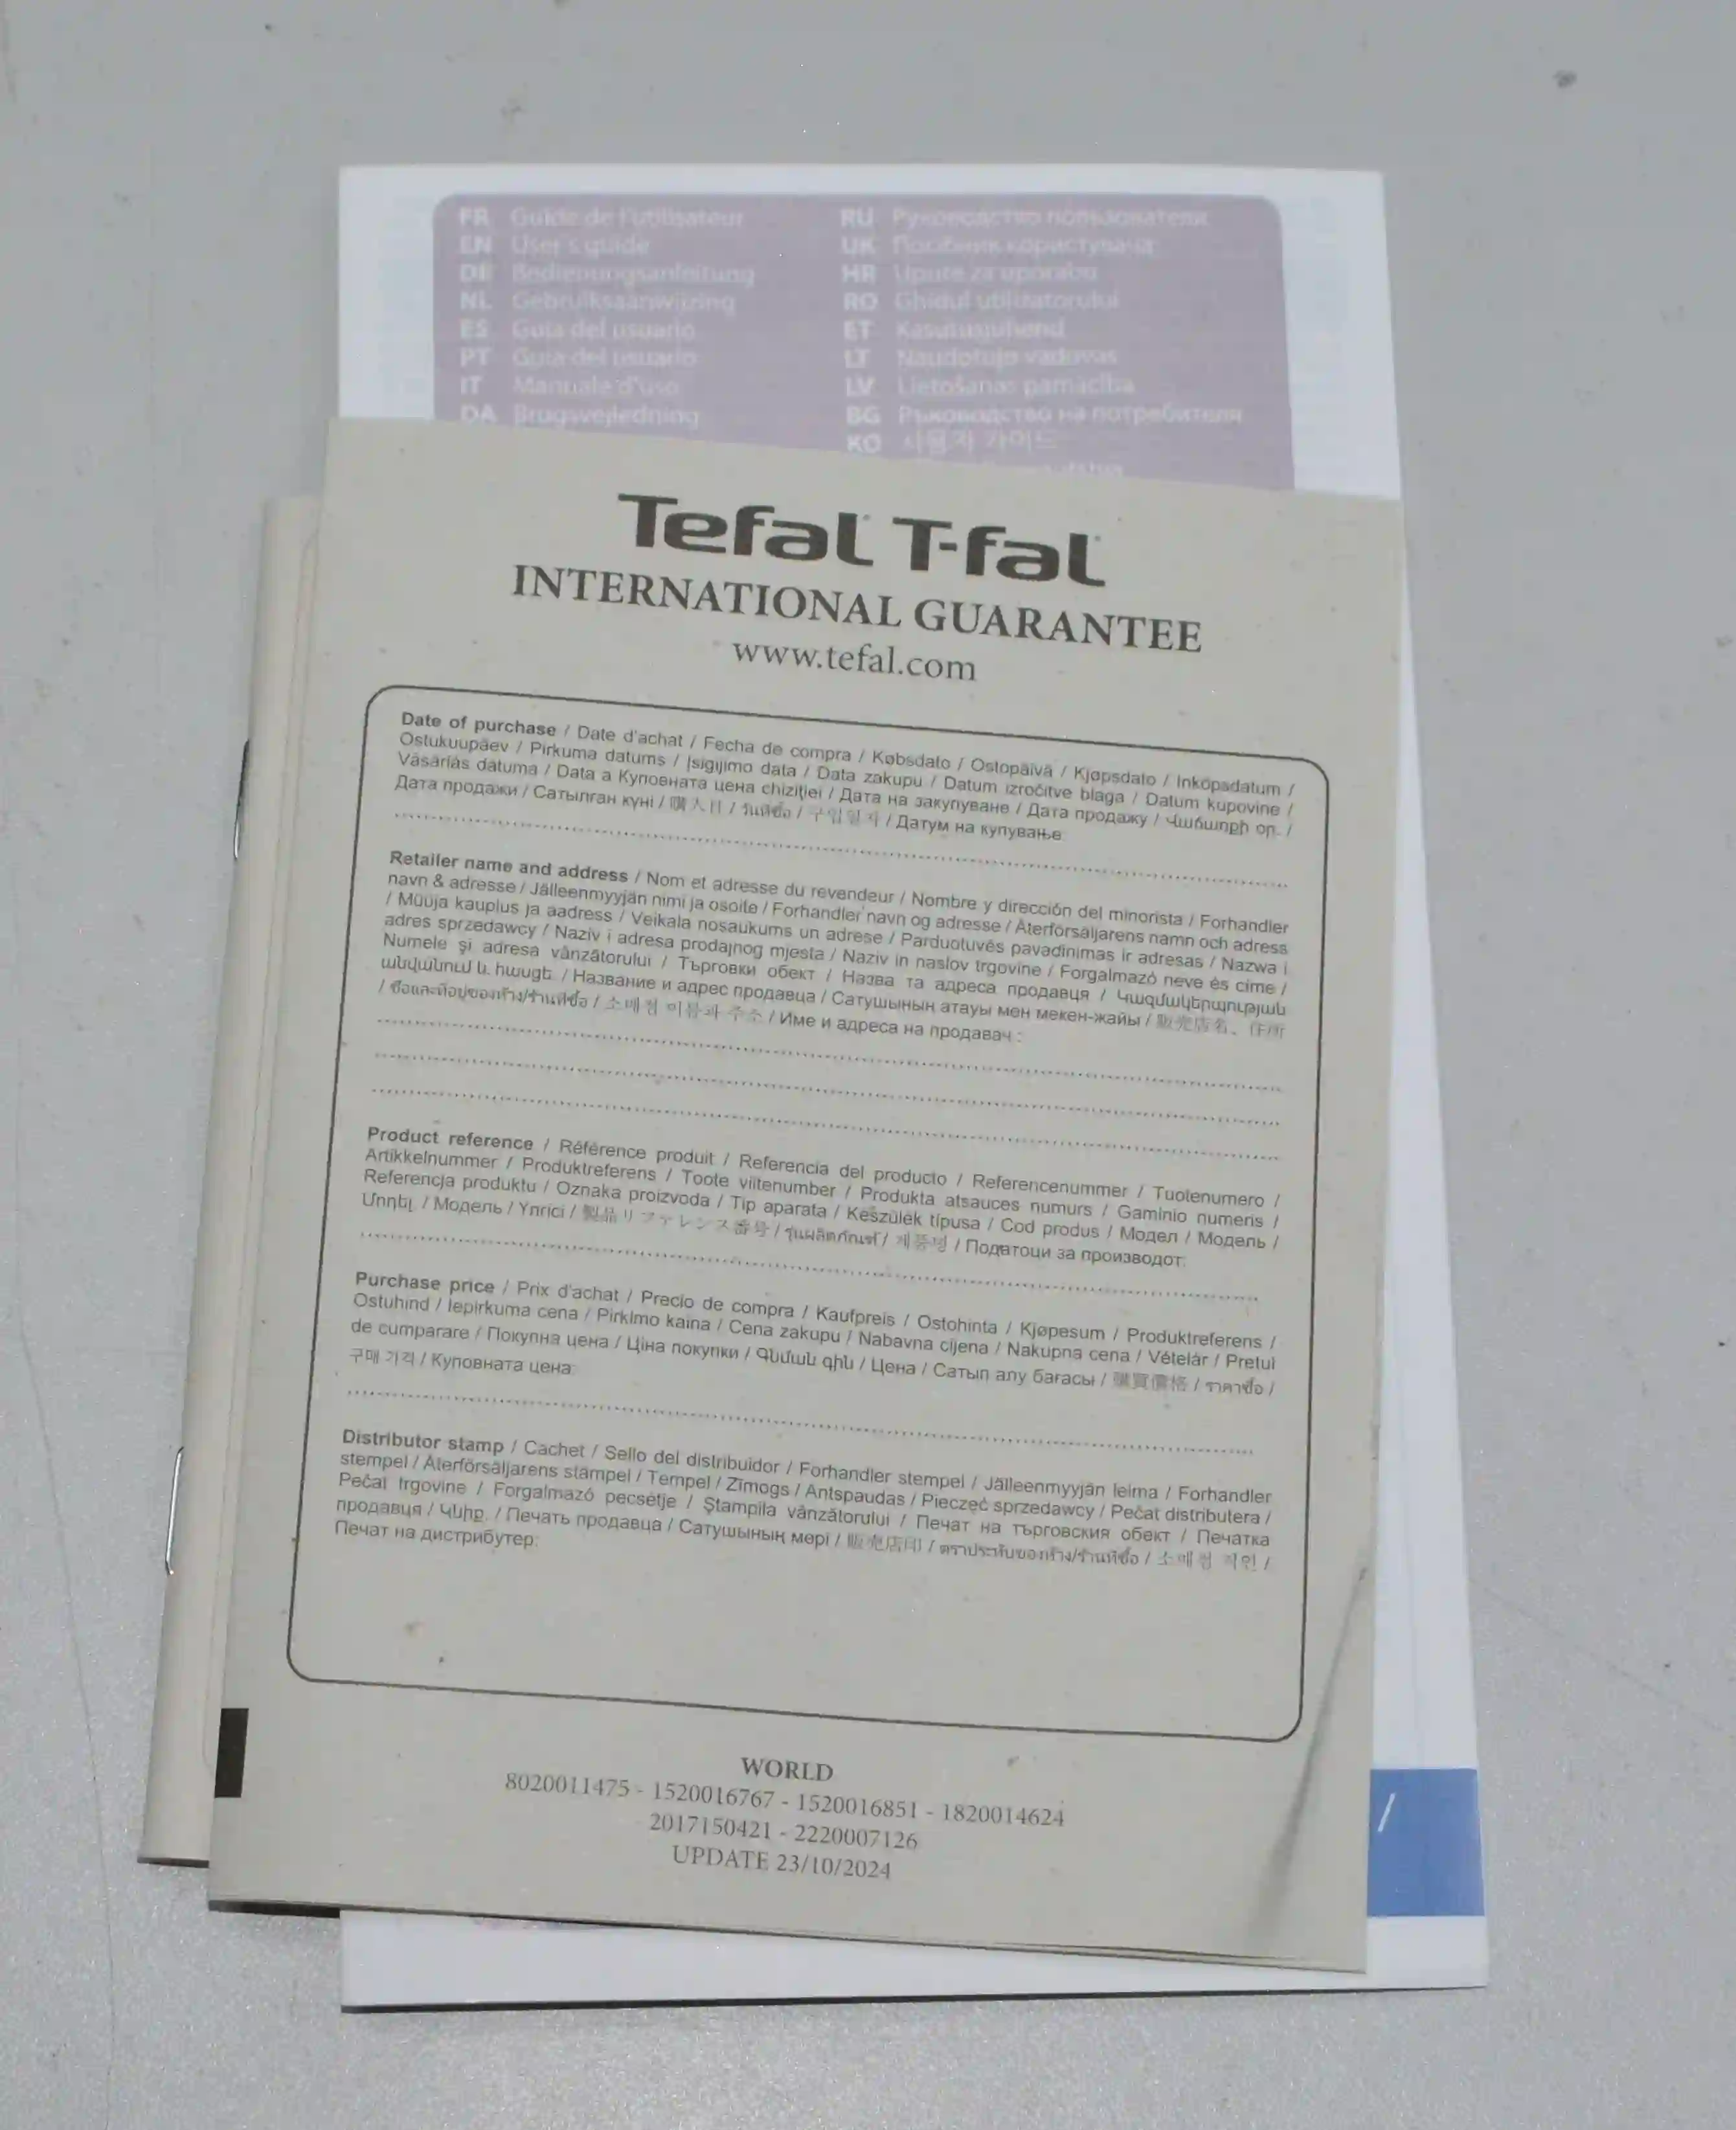 FR Guide de l'utilisateur
EN User's guide
DE Bedienungsanleitung
NL Gebruiksaanwijzing
ES Guía del usuario
PT Guia del usuario
IT Manuale d'uso
DA Brugsvejledning
RU Руководство пользователя
UK Посібник користувача
HR Upute za uporabu
RO Ghidul utilizatorului
ET Kasutusjuhend
LT Naudotojo vadovas
LV Lietošanas pamācība
BG Ръководство на потребителя
KO 사용자 가이드
Tefal T-fal
INTERNATIONAL GUARANTEE
www.tefal.com
Date of purchase / Date d'achat / Fecha de compra / Købsdato / Ostopäivä / Kjøpsdato / Inköpsdatum /
Ostukuupäev / Pirkuma datums / Įsigijimo data / Data zakupu / Datum izročitve blaga / Datum kupovine /
Vásárlás dátuma / Data a Куповната цена chiziţiei / Дата на закупуване / Дата продажу / Վաճառքի օր. /
Дата продажи / Сатылған күні / 購入日 / วันที่ซื้อ / 구입일자 / Датум на купување:
Retailer name and address / Nom et adresse du revendeur / Nombre y dirección del minorista / Forhandler
navn & adresse / Jälleenmyyjän nimi ja osoite / Forhandler navn og adresse / Återförsäljarens namn och adress
/ Müüja kauplus ja aadress / Veikala nosaukums un adrese / Parduotuvės pavadinimas ir adresas / Nazwa i
adres sprzedawcy / Naziv i adresa prodajnog mjesta / Naziv in naslov trgovine / Forgalmazó neve és címe /
Numele şi adresa vânzătorului / Търговки обект / Назва та адреса продавця / Կազմակերպության
անվանում և հասցե. / Название и адрес продавца / Сатушының атауы мен мекен-жайы / 販売店名、住所
/ ชื่อและที่อยู่ของห้าง/ร้านที่ซื้อ / 소매점 이름과 주소 / Име и адреса на продавач :
Product reference / Référence produit / Referencia del producto / Referencenummer / Tuotenumero /
Artikkelnummer / Produktreferens / Toote viitenumber / Produkta atsauces numurs / Gaminio numeris /
Referencja produktu / Oznaka proizvoda / Tip aparata / Készülék típusa / Cod produs / Модел / Модель /
Մոդել / Модель / Үлгісі / 製品リファレンス番号 / รุ่นผลิตภัณฑ์ / 제품명 / Податоци за производот:
Purchase price / Prix d'achat / Precio de compra / Kaufpreis / Ostohinta / Kjøpesum / Produktreferens /
Ostuhind / Iepirkuma cena / Pirkimo kaina / Cena zakupu / Nabavna cijena / Nakupna cena / Vételár / Pretul
de cumparare / Покупна цена / Ціна покупки / Գնման գին / Цена / Сатып алу бағасы / 購買價格 / ราคาซื้อ /
구매 가격 / Куповната цена:
Distributor stamp / Cachet / Sello del distribuidor / Forhandler stempel / Jälleenmyyjän leima / Forhandler
stempel / Återförsäljarens stämpel / Tempel / Zīmogs / Antspaudas / Pieczęć sprzedawcy / Pečat distributera /
Pečat trgovine / Forgalmazó pecsétje / Ştampila vânzătorului / Печат на търговския обект / Печатка
продавця / Կնիք. / Печать продавца / Сатушының мөрі / 販売店印 / ตราประทับของห้าง/ร้านที่ซื้อ / 소매점 직인 /
Печат на дистрибутер:
WORLD
8020011475 - 1520016767 - 1520016851 - 1820014624
2017150421 - 2220007126
UPDATE 23/10/2024